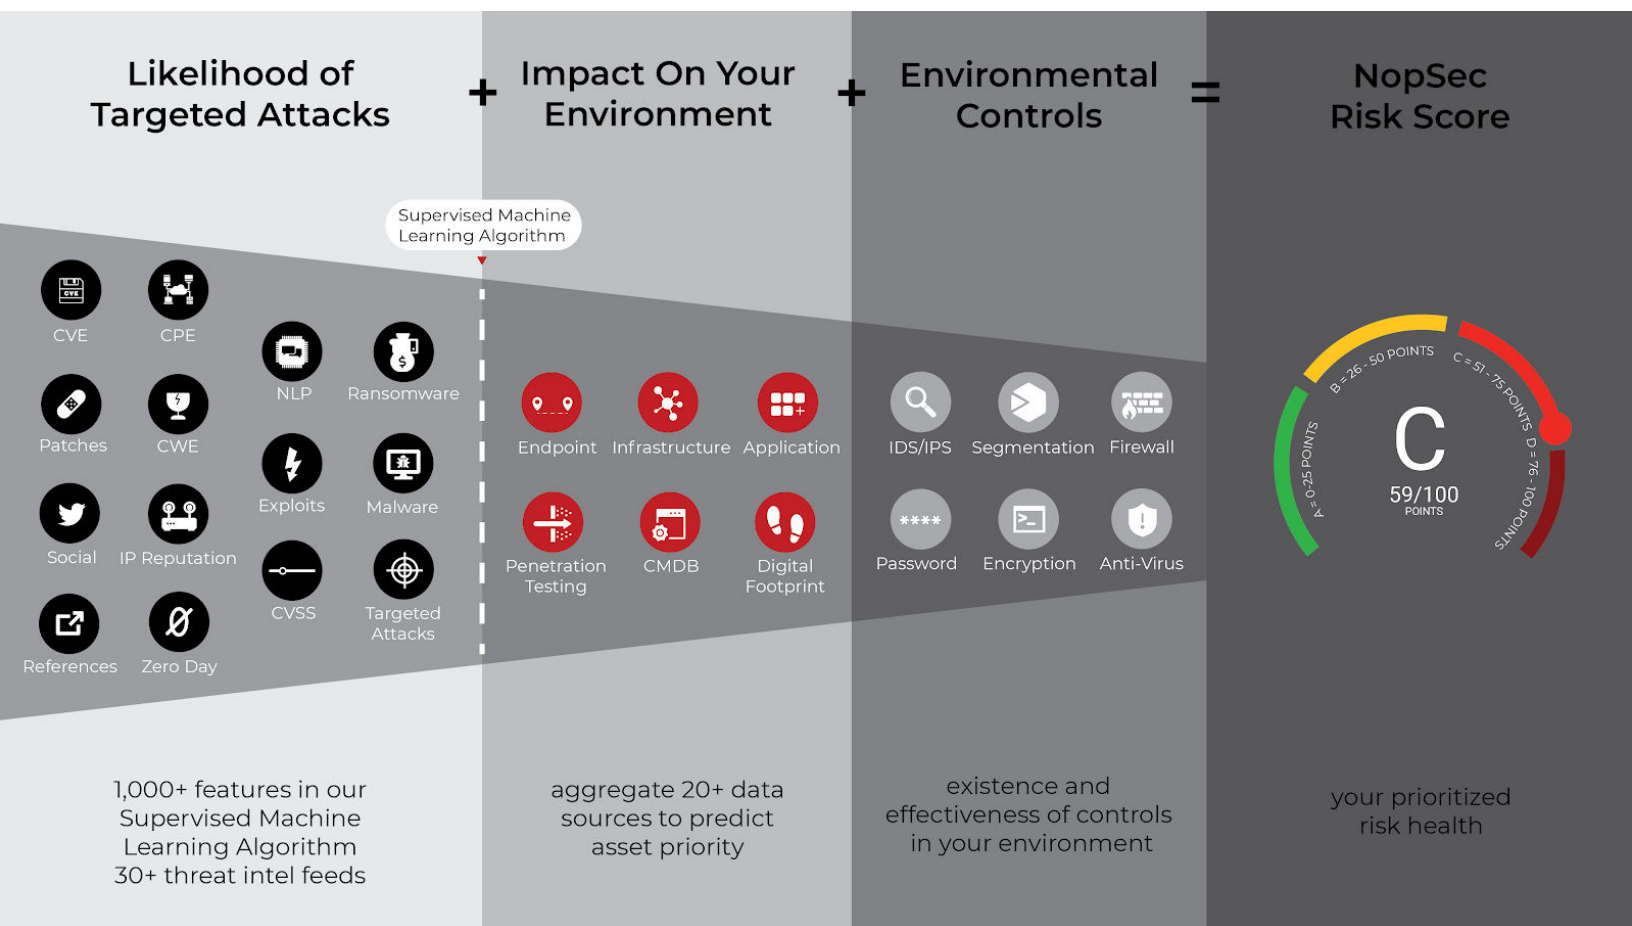 Likelihood of
Targeted Attacks
+
Impact On Your
Environment
+
Environmental
Controls
=
NopSec
Risk Score
Supervised Machine
Learning Algorithm
CVE
CVE
CPE
NLP
$
Ransomware
Patches
CWE
Exploits
Malware
Social
IP Reputation
CVSS
Targeted
Attacks
References
Zero Day
Endpoint
Infrastructure
Application
Penetration
Testing
CMDB
Digital
Footprint
IDS/IPS
Segmentation
Firewall
****
Password
>_
Encryption
!
Anti-Virus
A = 0-25 POINTS
B = 26 - 50 POINTS
C = 51 - 75 POINTS
D = 76 - 100 POINTS
C
59/100
POINTS
1,000+ features in our
Supervised Machine
Learning Algorithm
30+ threat intel feeds
aggregate 20+ data
sources to predict
asset priority
existence and
effectiveness of controls
in your environment
your prioritized
risk health